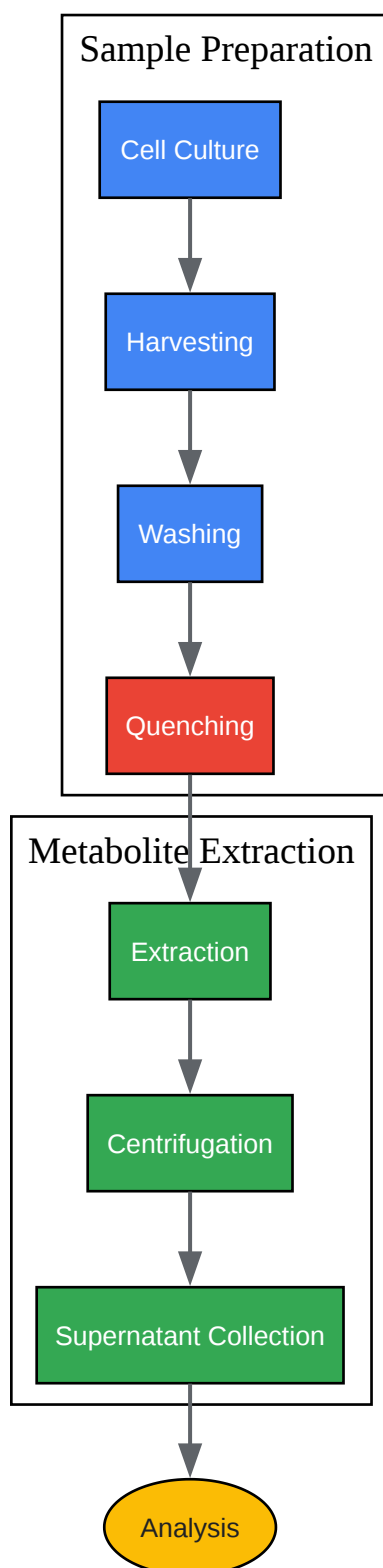 Sample Preparation
Cell Culture
Harvesting
Washing
Quenching
Metabolite Extraction
Extraction
Centrifugation
Supernatant Collection
Analysis